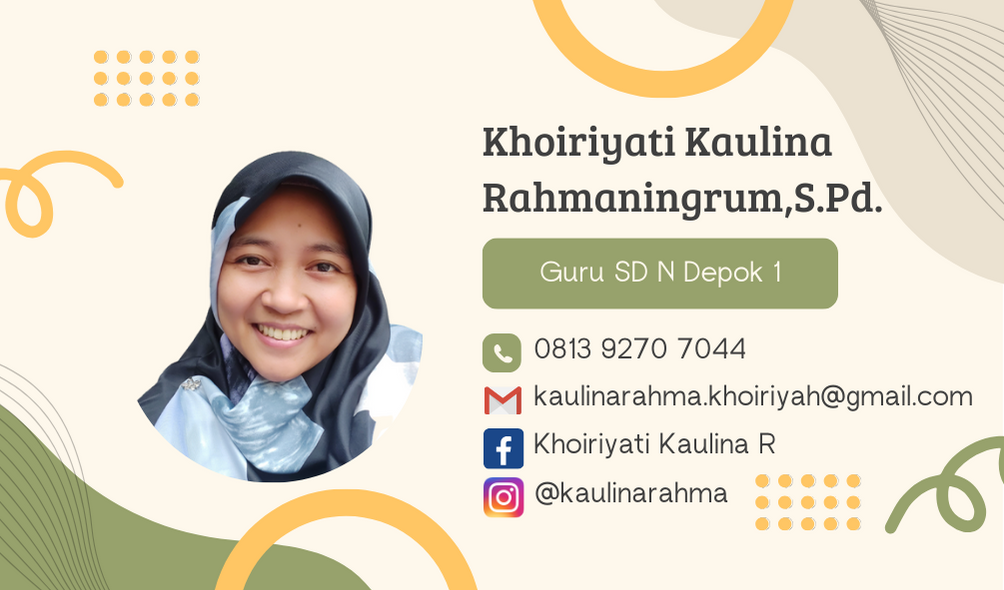 Khoiriyati Kaulina
Rahmaningrum,S.Pd.
Guru SD N Depok 1
0813 9270 7044
kaulinarahma.khoiriyah@gmail.com
Khoiriyati Kaulina R
@kaulinarahma